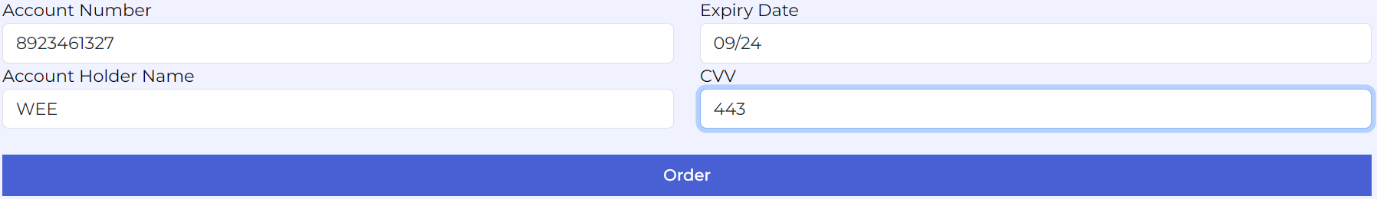 Account Number
Expiry Date
8923461327
09/24
Account Holder Name
CVV
WEE
443
Order